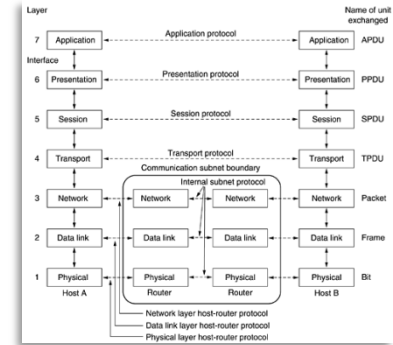 Layer
Name of unit exchanged
7 Application Application protocol Application APDU
Interface
6 Presentation Presentation protocol Presentation PPDU
5 Session Session protocol Session SPDU
4 Transport Transport protocol Transport TPDU
Communication subnet boundary
Internal subnet protocol
3 Network Network Network Network Packet
2 Data link Data link Data link Data link Frame
1 Physical Physical Physical Physical Bit
Host A Router Router Host B
Network layer host-router protocol
Data link layer host-router protocol
Physical layer host-router protocol